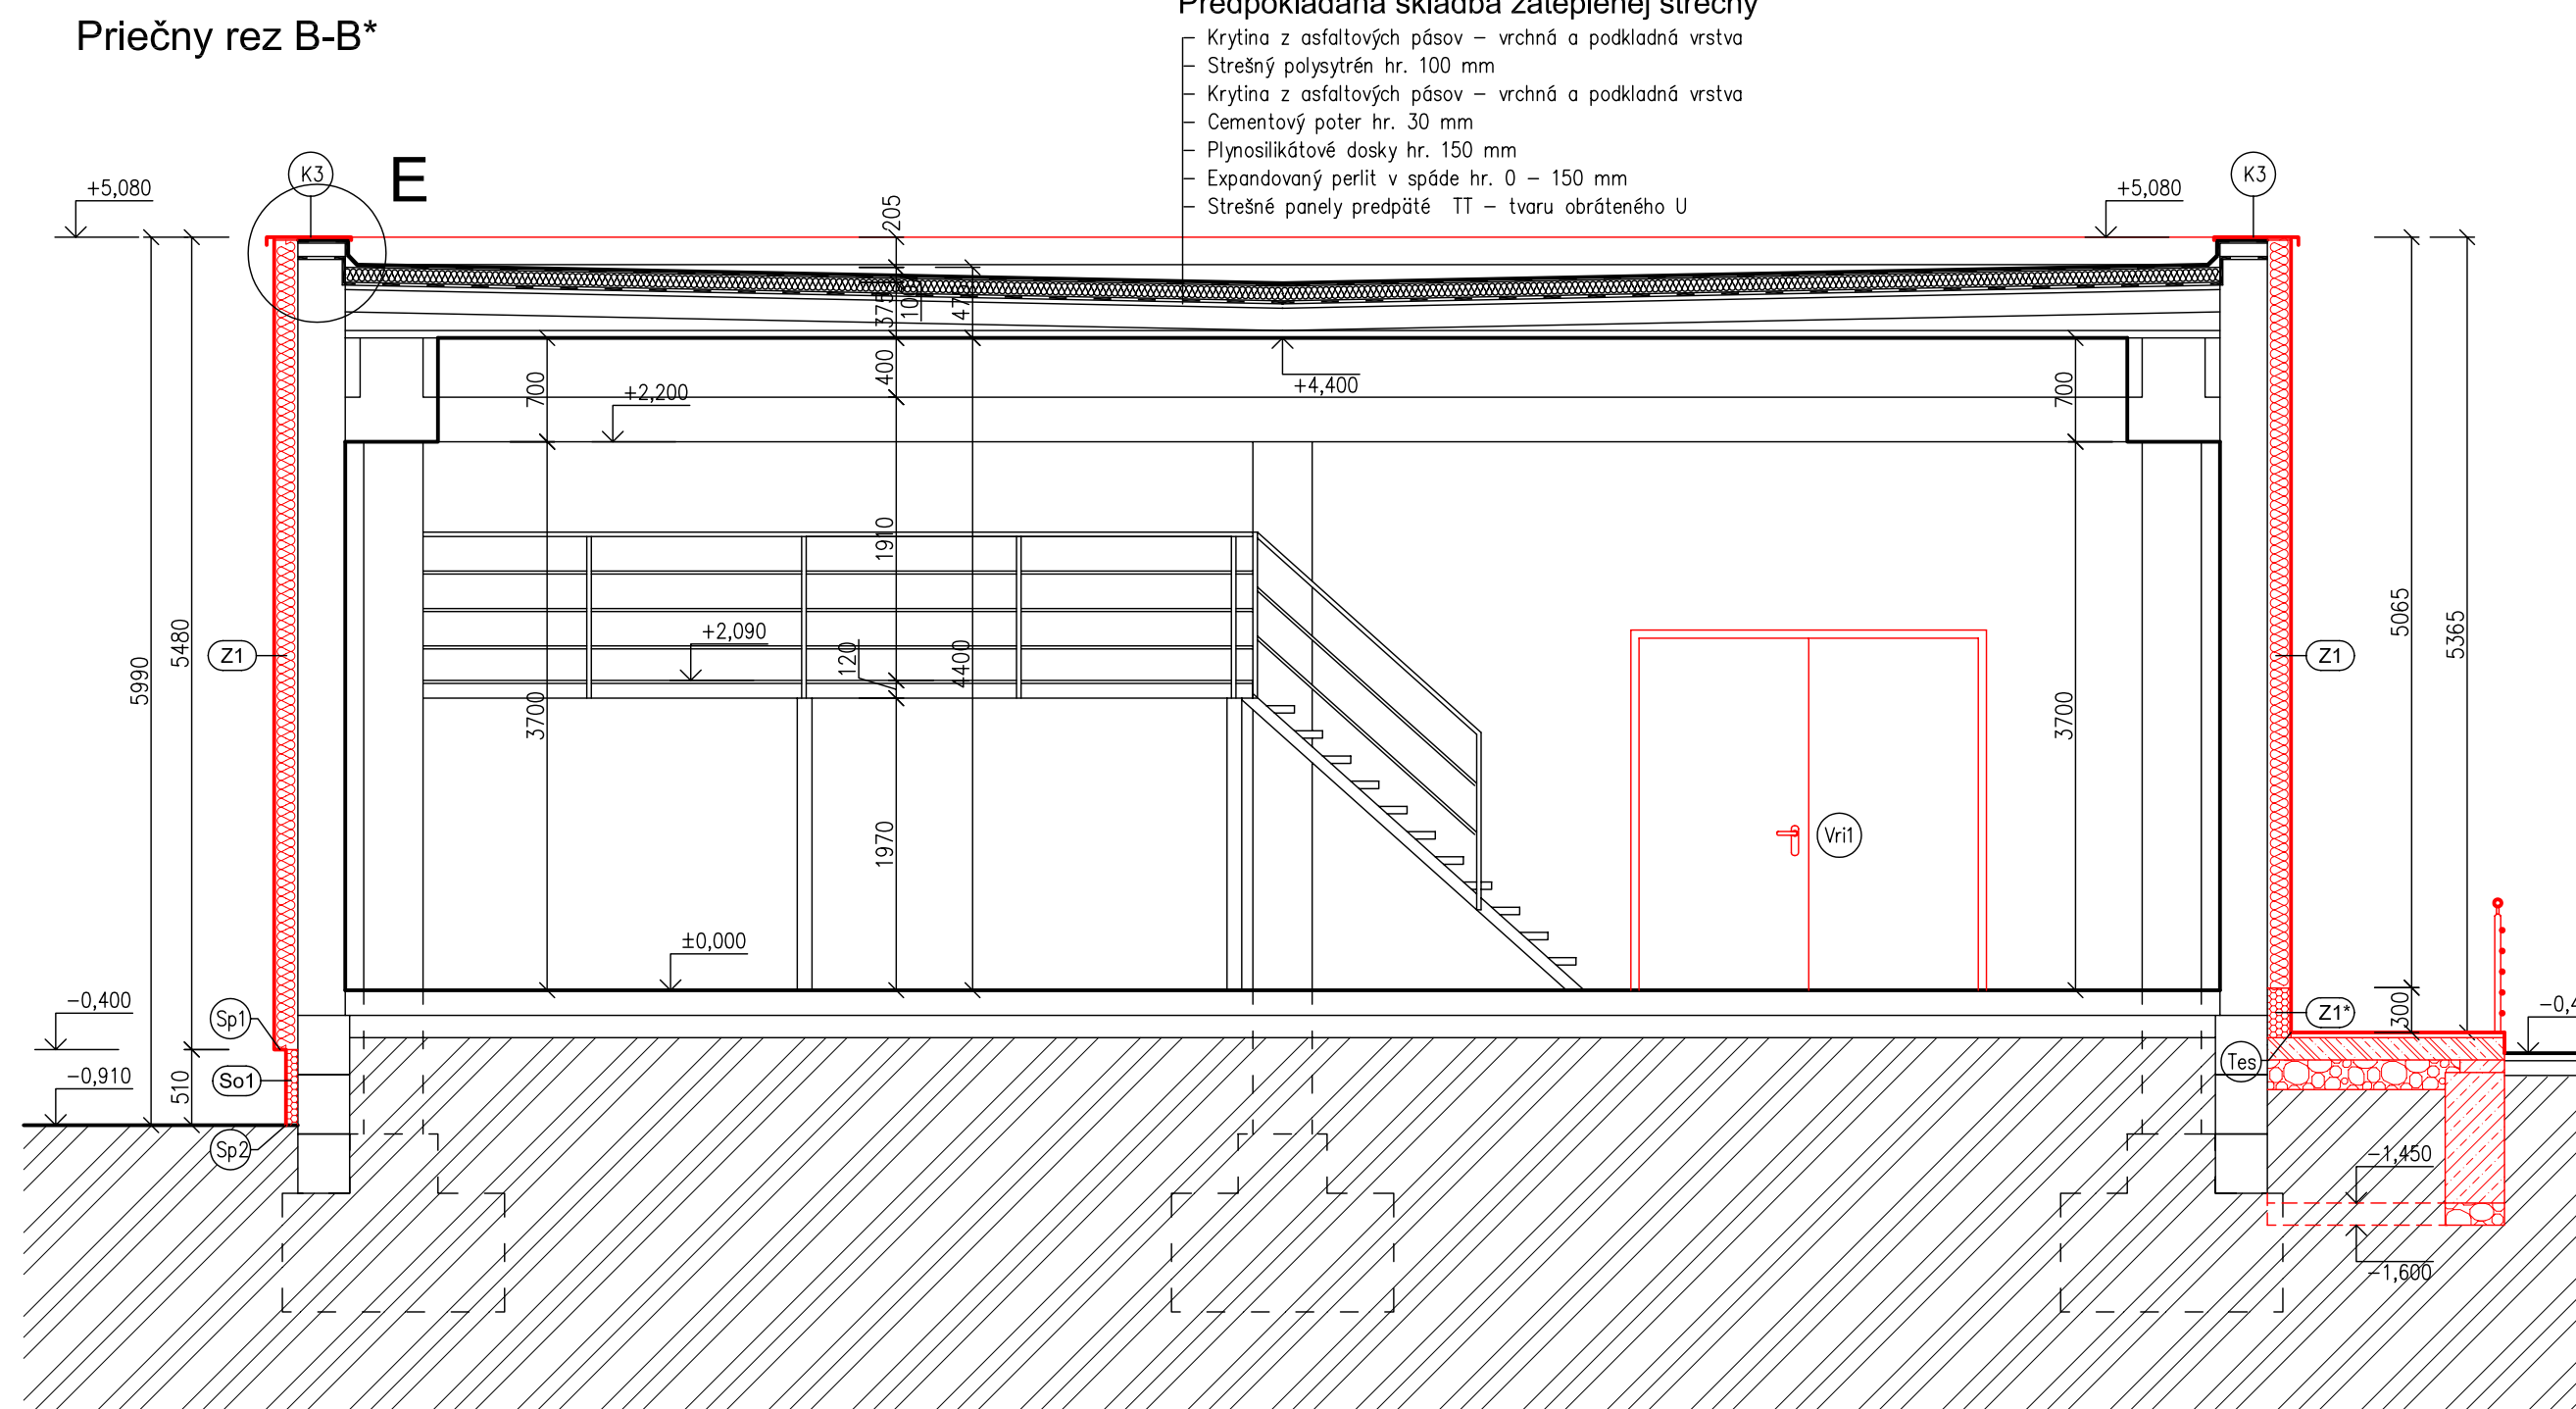 Priečny rez B-B*
Predpokladaná skladba zateplenej strechy
Krytina z asfaltových pásov – vrchná a podkladná vrstva
Strešný polysytrén hr. 100 mm
Krytina z asfaltových pásov – vrchná a podkladná vrstva
Cementový poter hr. 30 mm
Plynosilikátové dosky hr. 150 mm
Expandovaný perlit v spáde hr. 0 – 150 mm
Strešné panely predpäté TT – tvaru obráteného U
K3
E
K3
+5,080
+5,080
205
375
400
700
+2,200
+4,400
700
1910
+2,090
120
4400
5990
5480
Z1
3700
1970
Vri1
3700
Z1
5065
5365
±0,000
-0,400
Sp1
-0,910
So1
510
Sp2
300
Z1*
Tes
-1,450
-1,600